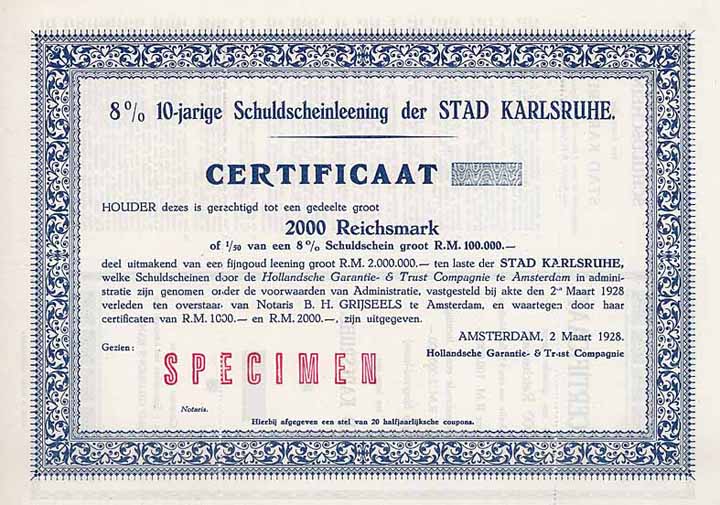 8% 10-jarige Schuldscheinleening der STAD KARLSRUHE.
CERTIFICAAT
HOUDER dezes is gerechtigd tot een gedeelte groot
2000 Reichsmark
of 1/50 van een 8% Schuldschein groot R.M. 100.000.—
deel uitmakend van een fijngoud leening groot R.M. 2.000.000.— ten laste der STAD KARLSRUHE,
welke Schuldscheinen door de Hollandsche Garantie- & Trust Compagnie te Amsterdam in admini-
stratie zijn genomen onder de voorwaarden van Administratie, vastgesteld bij akte den 2en Maart 1928
verleden ten overstaan van Notaris B. H. GRIJSEELS te Amsterdam, en waartegen door haar
certificaten van R.M. 1000.— en R.M. 2000.—, zijn uitgegeven.
AMSTERDAM, 2 Maart 1928.
Gezien:
Hollandsche Garantie- & Trust Compagnie
SPECIMEN
Notaris.
Hierbij afgegeven een stel van 20 halfjaarlijksche coupons.